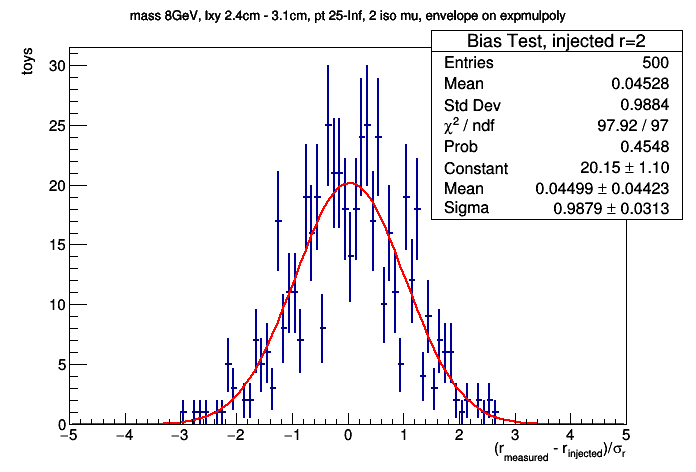 mass 8GeV, lxy 2.4cm - 3.1cm, pt 25-Inf, 2 iso mu, envelope on expmulpoly
Bias Test, injected r=2
Entries 500
Mean 0.04528
Std Dev 0.9884
χ² / ndf 97.92 / 97
Prob 0.4548
Constant 20.15 ± 1.10
Mean 0.04499 ± 0.04423
Sigma 0.9879 ± 0.0313
toys
30
25
20
15
10
5
0
−5 −4 −3 −2 −1 0 1 2 3 4 5
(r_measured - r_injected)/σ_r